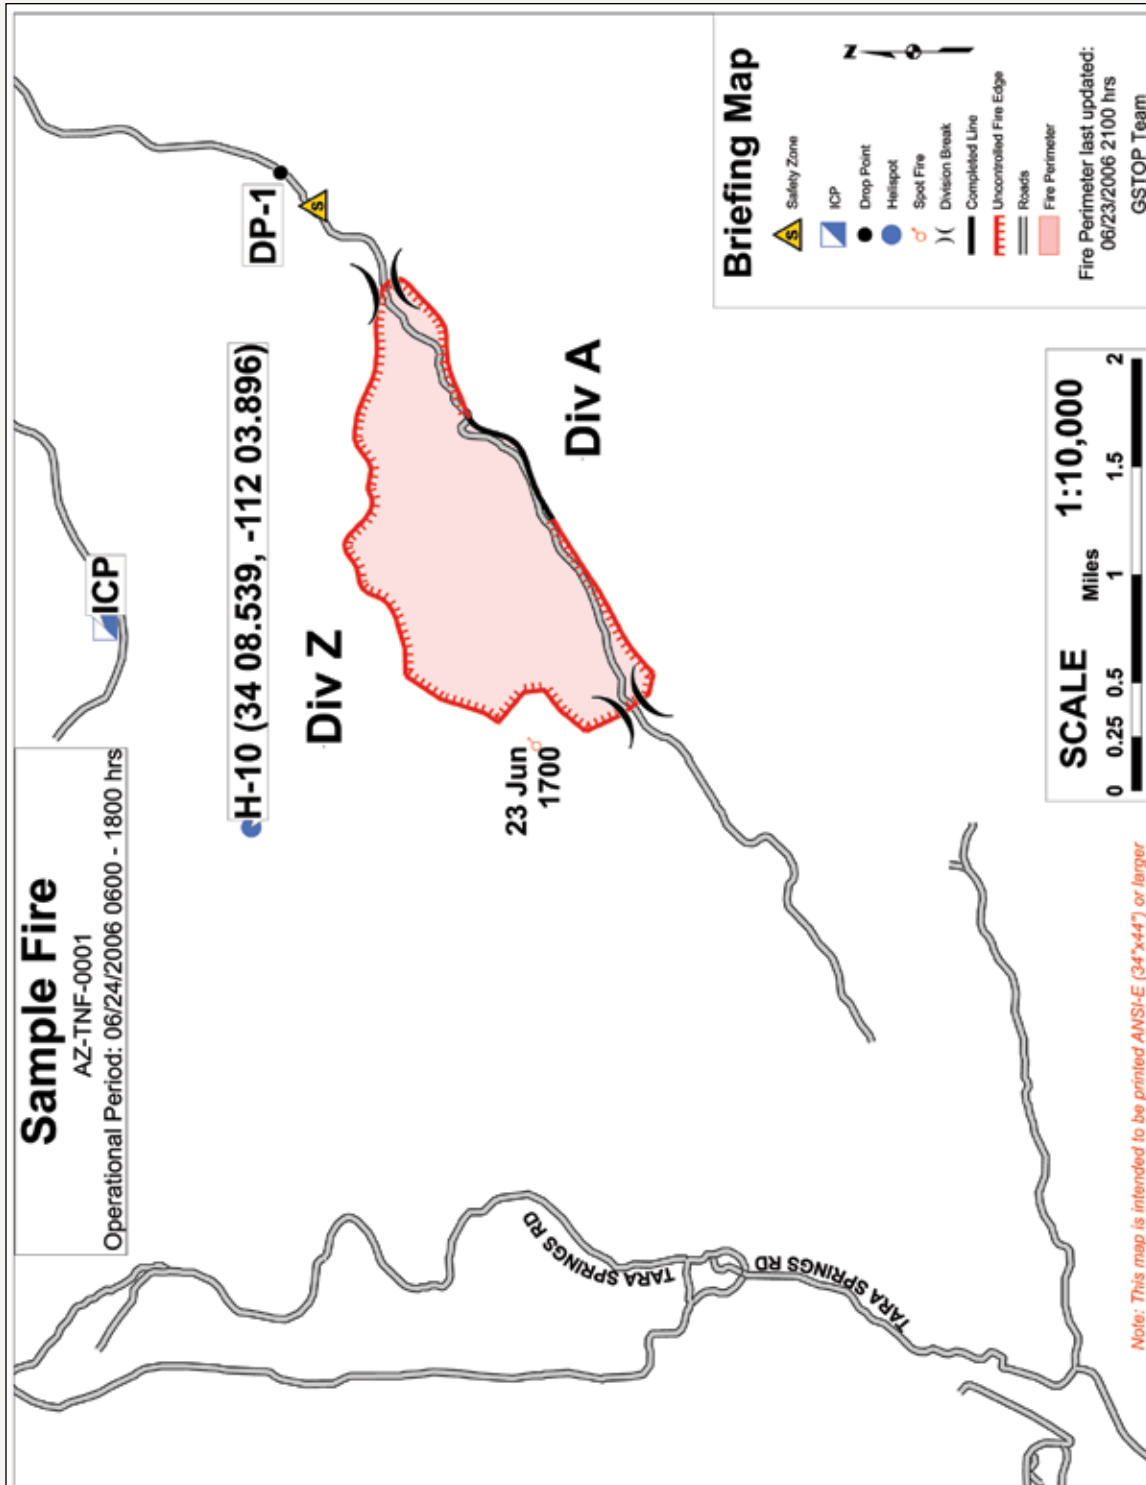 Sample Fire
AZ-TNF-0001
Operational Period: 06/24/2006 0600 - 1800 hrs
ICP
H-10 (34 08.539, -112 03.896)
DP-1
S
Div Z
23 Jun
1700
Div A
TARA SPRINGS RD
TARA SPRINGS RD
SCALE 1:10,000
Miles
0 0.25 0.5 1 1.5 2
Briefing Map
S
Safety Zone
ICP
Drop Point
Helispot
Spot Fire
Division Break
Completed Line
Uncontrolled Fire Edge
Roads
Fire Perimeter
N
Fire Perimeter last updated:
06/23/2006 2100 hrs
GSTOP Team
Note: This map is intended to be printed ANSI-E (34"x44") or larger